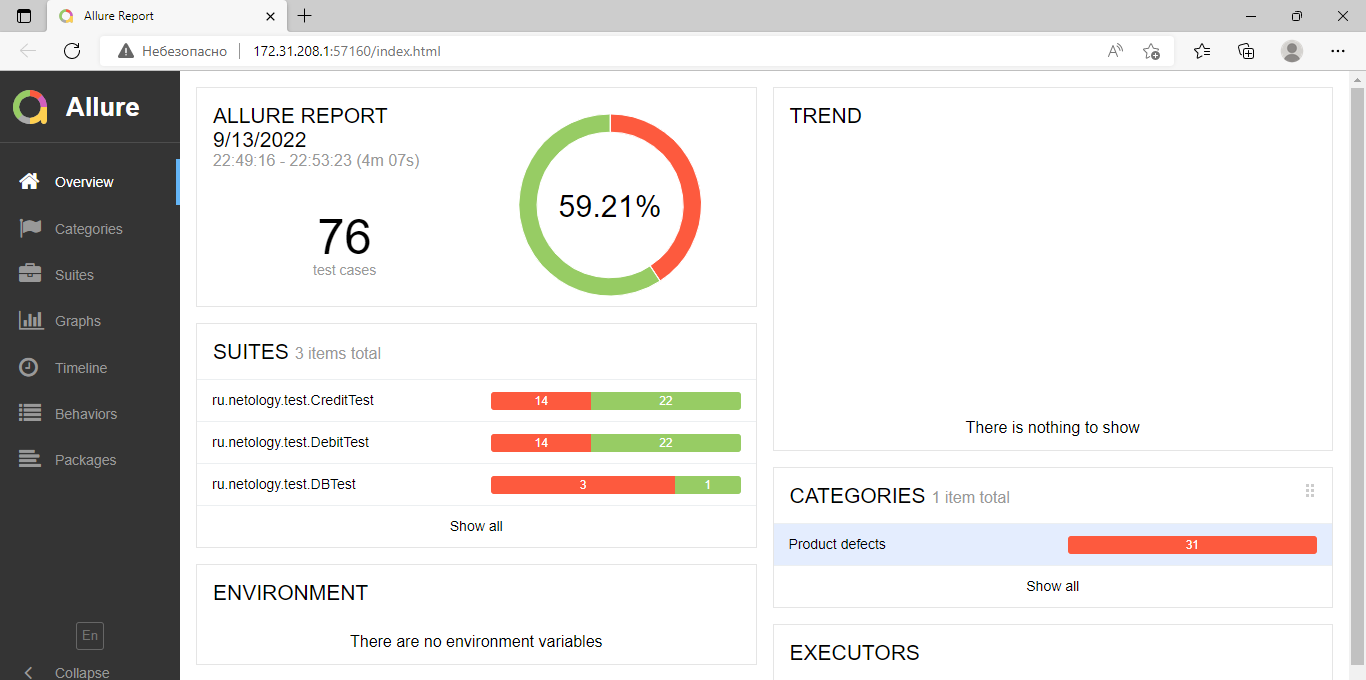 Allure Report
Небезопасно
172.31.208.1:57160/index.html
Allure
Overview
Categories
Suites
Graphs
Timeline
Behaviors
Packages
En
Collapse
ALLURE REPORT
9/13/2022
22:49:16 - 22:53:23 (4m 07s)
76
test cases
59.21%
SUITES 3 items total
ru.netology.test.CreditTest 14 22
ru.netology.test.DebitTest 14 22
ru.netology.test.DBTest 3 1
Show all
ENVIRONMENT
There are no environment variables
TREND
There is nothing to show
CATEGORIES 1 item total
Product defects 31
Show all
EXECUTORS